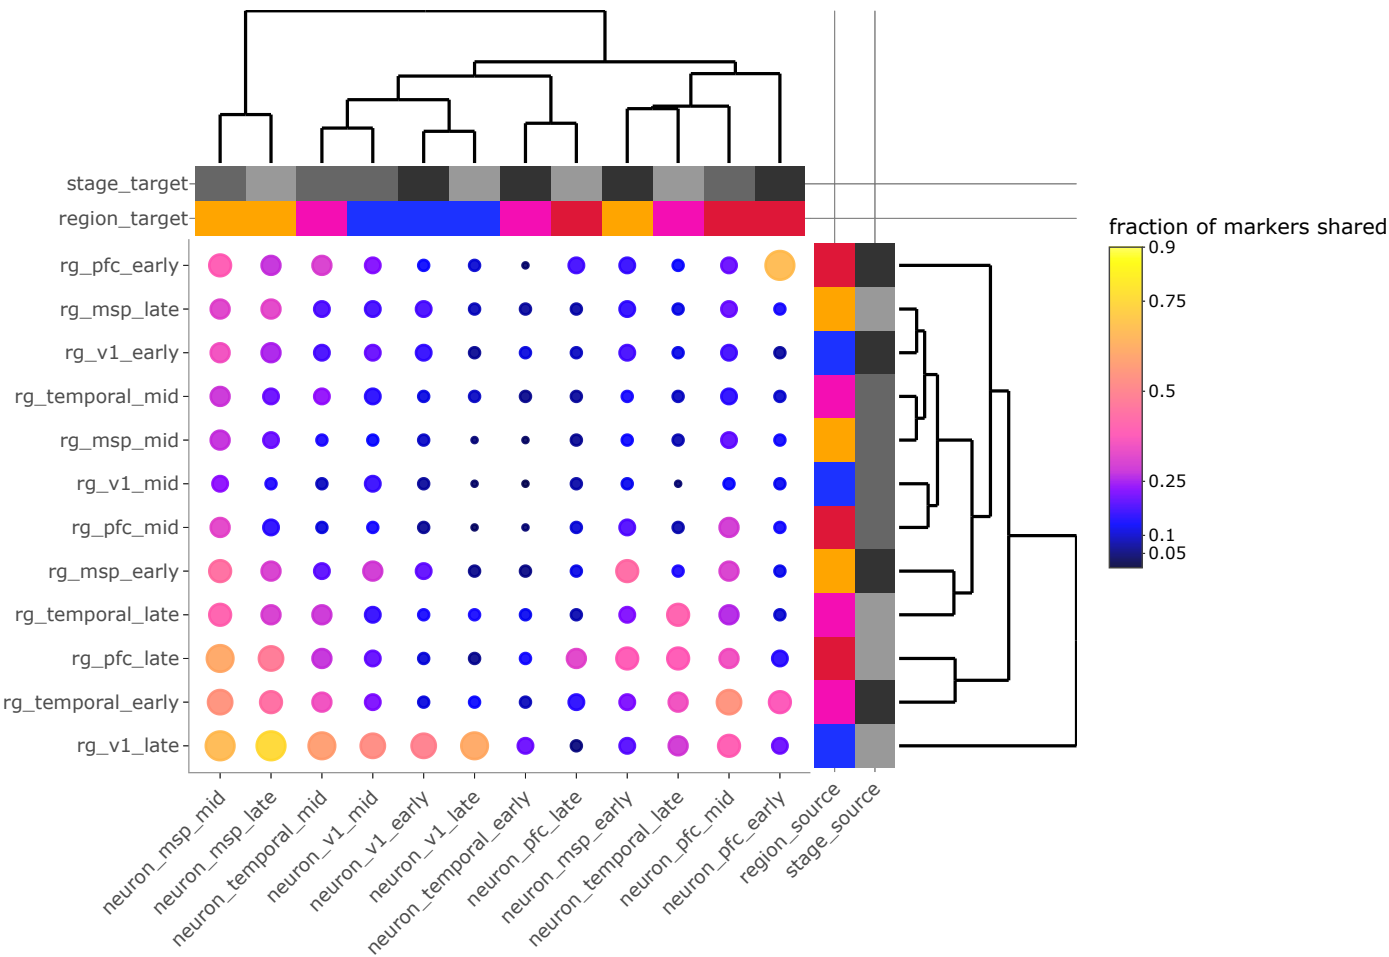 stage_target
region_target
fraction of markers shared
0.9
0.75
0.5
0.25
0.1
0.05
rg_pfc_early
rg_msp_late
rg_v1_early
rg_temporal_mid
rg_msp_mid
rg_v1_mid
rg_pfc_mid
rg_msp_early
rg_temporal_late
rg_pfc_late
rg_temporal_early
rg_v1_late
neuron_msp_mid
neuron_msp_late
neuron_temporal_mid
neuron_v1_mid
neuron_v1_early
neuron_v1_late
neuron_temporal_early
neuron_pfc_late
neuron_msp_early
neuron_temporal_late
neuron_pfc_mid
neuron_pfc_early
region_source
stage_source